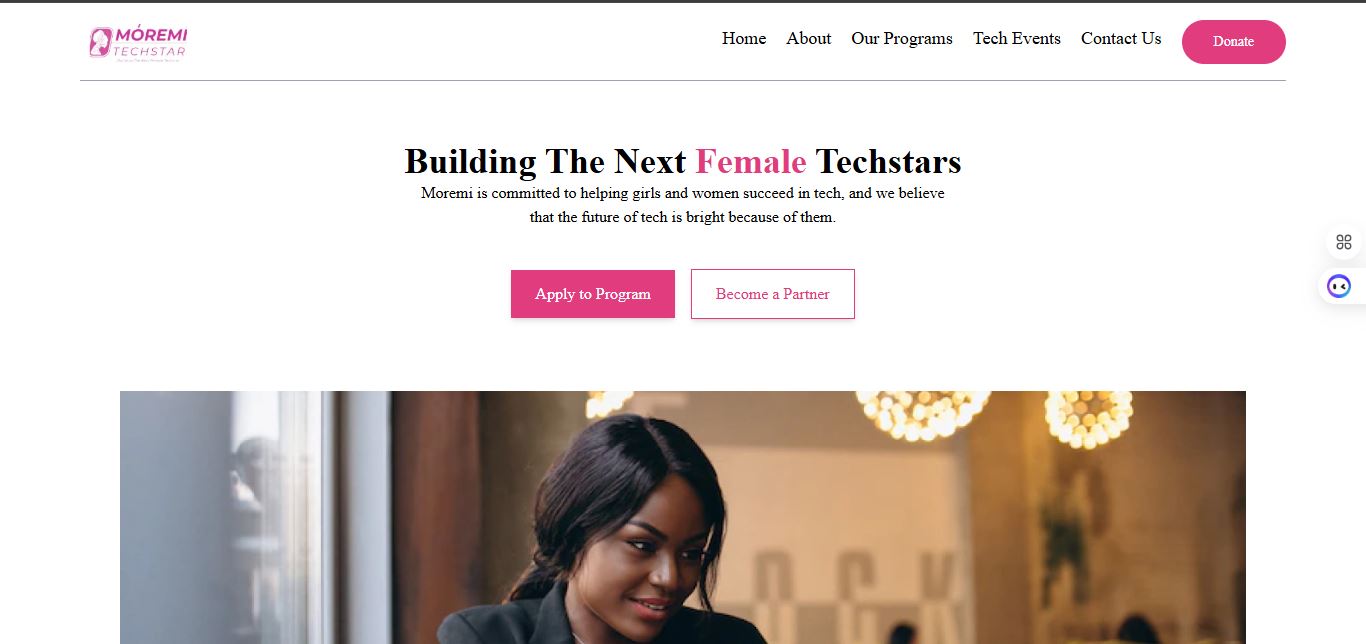 MÓREMI
TECHSTAR
Home
About
Our Programs
Tech Events
Contact Us
Donate
Building The Next Female Techstars
Moremi is committed to helping girls and women succeed in tech, and we believe
that the future of tech is bright because of them.
Apply to Program
Become a Partner
OCK